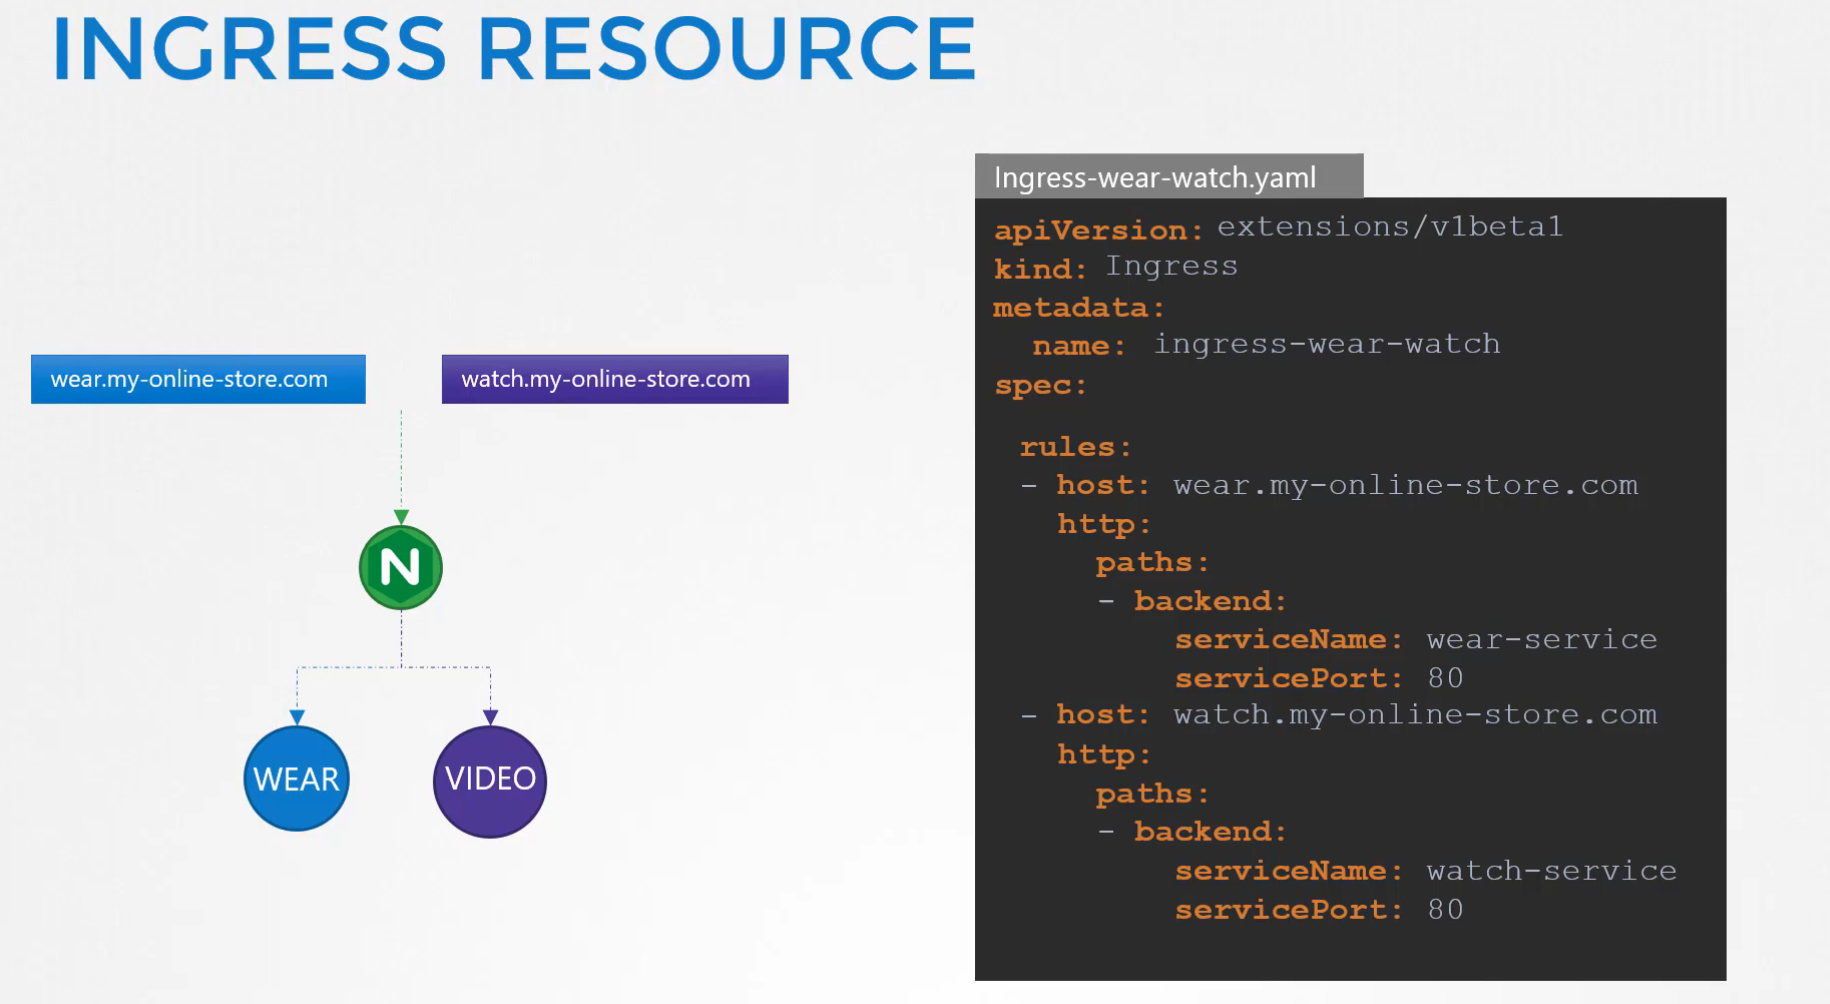 INGRESS RESOURCE
wear.my-online-store.com
watch.my-online-store.com
N
WEAR
VIDEO
Ingress-wear-watch.yaml
apiVersion: extensions/v1beta1
kind: Ingress
metadata:
  name: ingress-wear-watch
spec:
  rules:
  - host: wear.my-online-store.com
    http:
      paths:
      - backend:
          serviceName: wear-service
          servicePort: 80
  - host: watch.my-online-store.com
    http:
      paths:
      - backend:
          serviceName: watch-service
          servicePort: 80